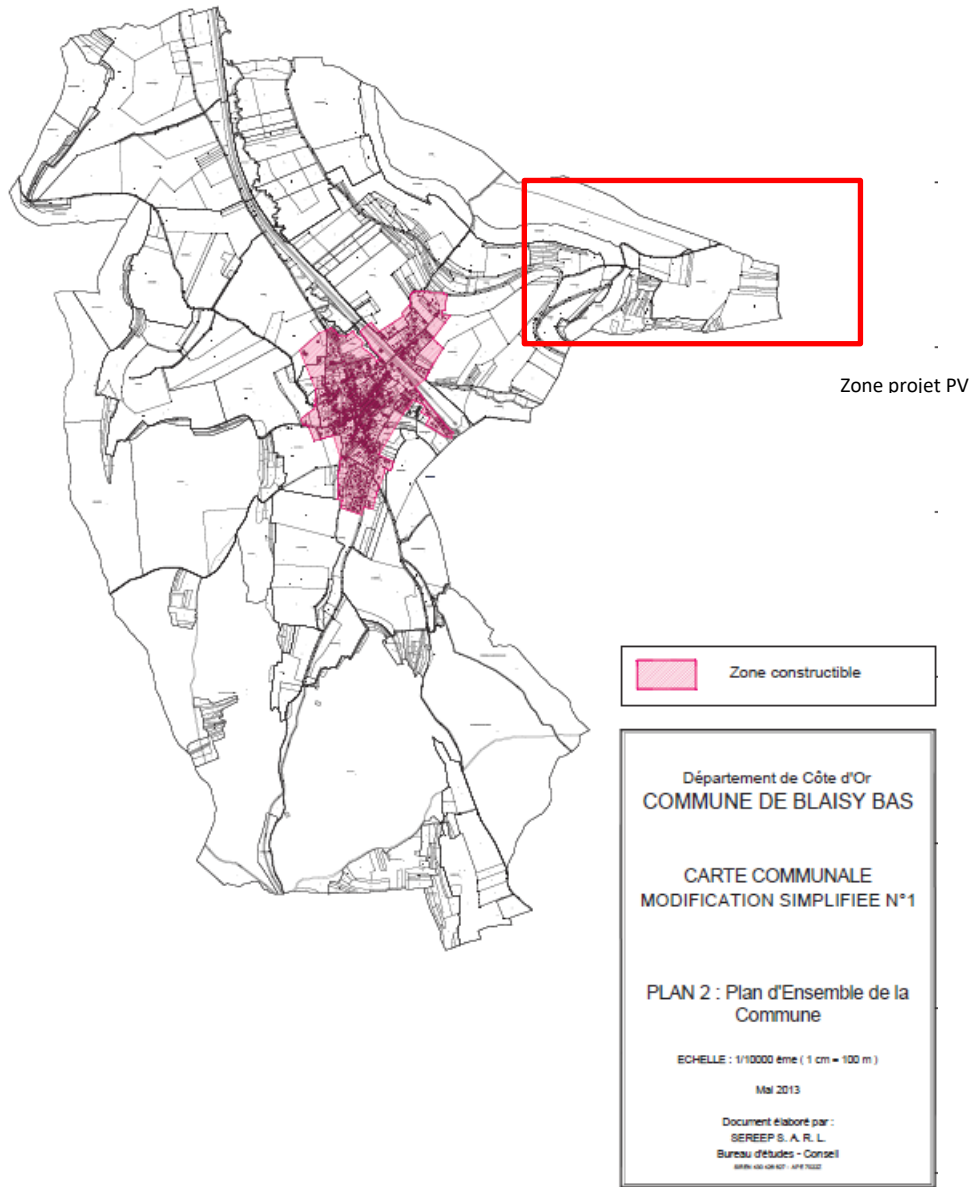 Zone projet PV
Zone constructible
Département de Côte d'Or
COMMUNE DE BLAISY BAS
CARTE COMMUNALE
MODIFICATION SIMPLIFIEE N°1
PLAN 2 : Plan d'Ensemble de la
Commune
ECHELLE : 1/10000 ème ( 1 cm = 100 m )
Mai 2013
Document élaboré par :
SEREEP S. A. R. L.
Bureau d'études - Conseil